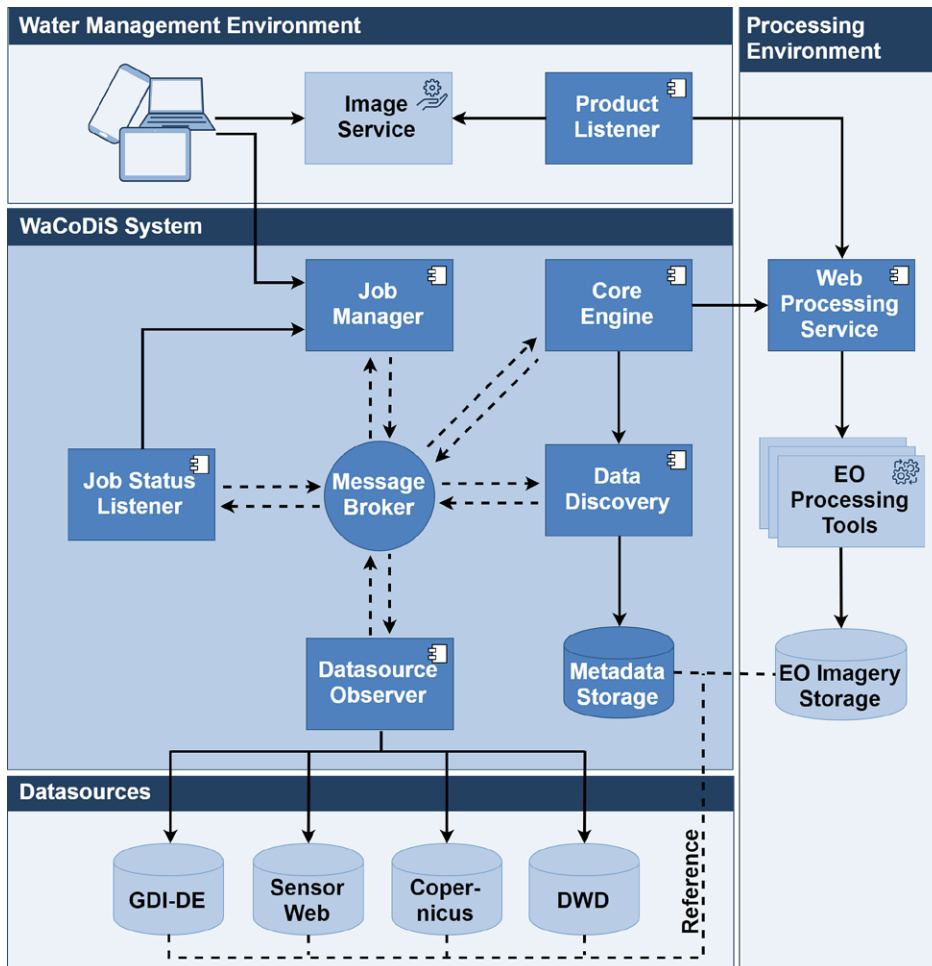 Water Management Environment
Processing
Environment
Image
Service
Product
Listener
WaCoDiS System
Job
Manager
Core
Engine
Web
Processing
Service
Job Status
Listener
Message
Broker
Data
Discovery
EO
Processing
Tools
Datasource
Observer
Metadada
Storage
EO Imagery
Storage
Datasources
GDI-DE
Sensor
Web
Coper-
nicus
DWD
Reference